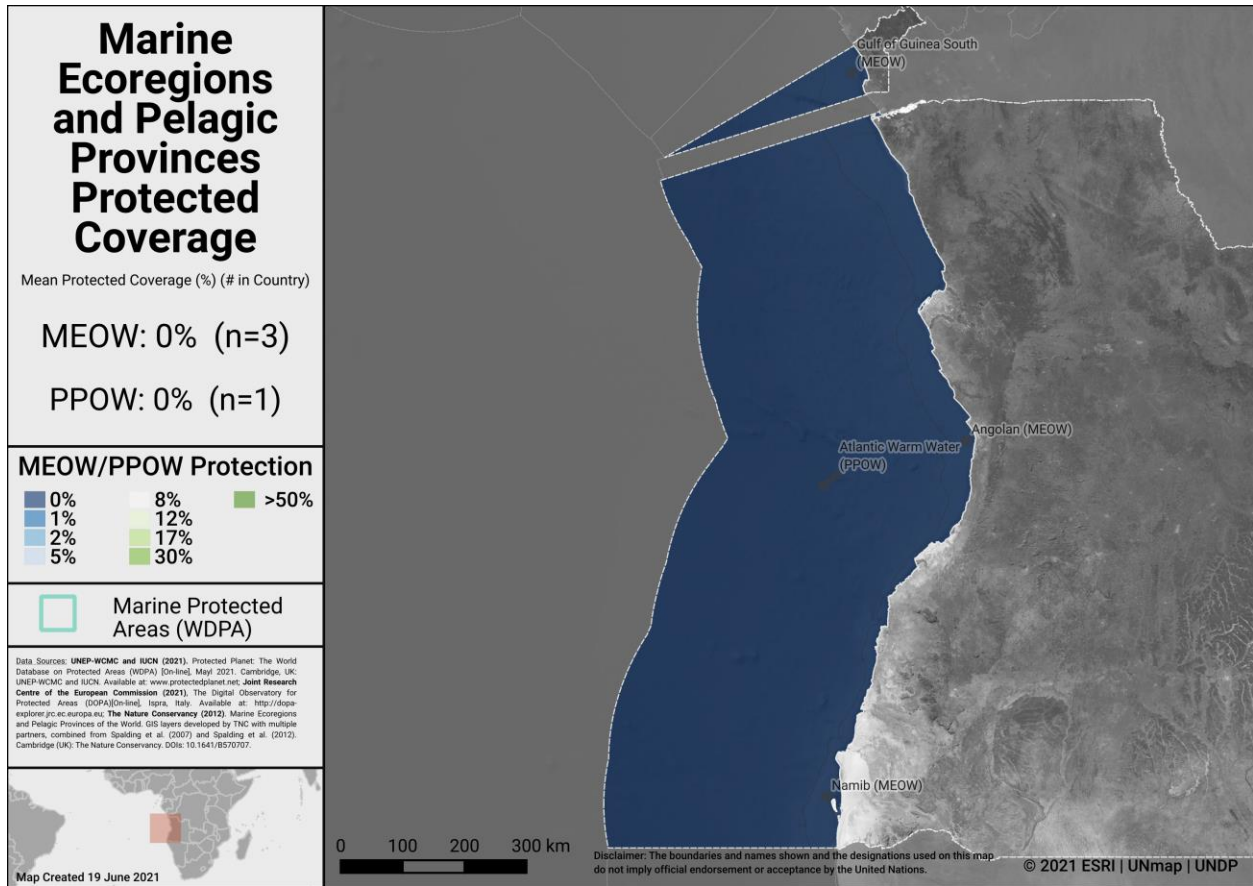 Marine
Ecoregions
and Pelagic
Provinces
Protected
Coverage
Mean Protected Coverage (%) (# in Country)
MEOW: 0% (n=3)
PPOW: 0% (n=1)
MEOW/PPOW Protection
0% 8% >50%
1% 12%
2% 17%
5% 30%
Marine Protected
Areas (WDPA)
Data Sources: UNEP-WCMC and IUCN (2021). Protected Planet: The World
Database on Protected Areas (WDPA) [On-line], Mayl 2021. Cambridge, UK:
UNEP-WCMC and IUCN. Available at: www.protectedplanet.net; Joint Research
Centre of the European Commission (2021), The Digital Observatory for
Protected Areas (DOPA)[On-line], Ispra, Italy. Available at: http://dopa-
explorer.jrc.ec.europa.eu; The Nature Conservancy (2012). Marine Ecoregions
and Pelagic Provinces of the World. GIS layers developed by TNC with multiple
partners, combined from Spalding et al. (2007) and Spalding et al. (2012).
Cambridge (UK): The Nature Conservancy. DOIs: 10.1641/B570707.
Map Created 19 June 2021
Gulf of Guinea South
(MEOW)
Angolan (MEOW)
Atlantic Warm Water
(PPOW)
Namib (MEOW)
0 100 200 300 km
Disclaimer: The boundaries and names shown and the designations used on this map
do not imply official endorsement or acceptance by the United Nations.
© 2021 ESRI | UNmap | UNDP